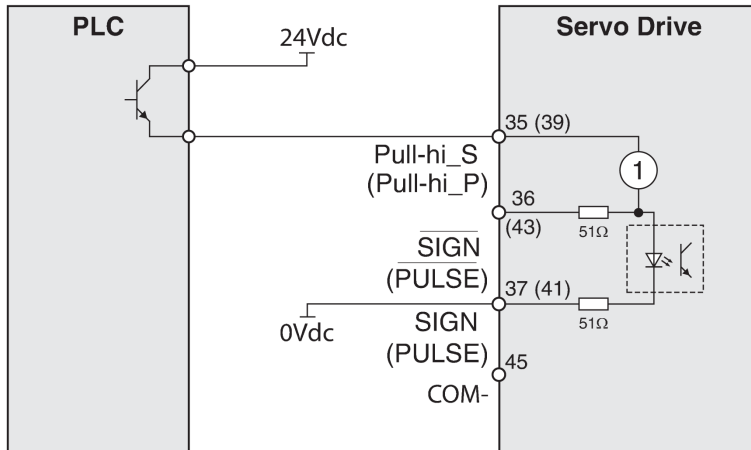 PLC
Servo Drive
24Vdc
35 (39)
Pull-hi_S
(Pull-hi_P)
1
36
(43)
51Ω
SIGN
(PULSE)
37 (41)
0Vdc
51Ω
SIGN
(PULSE)
45
COM-